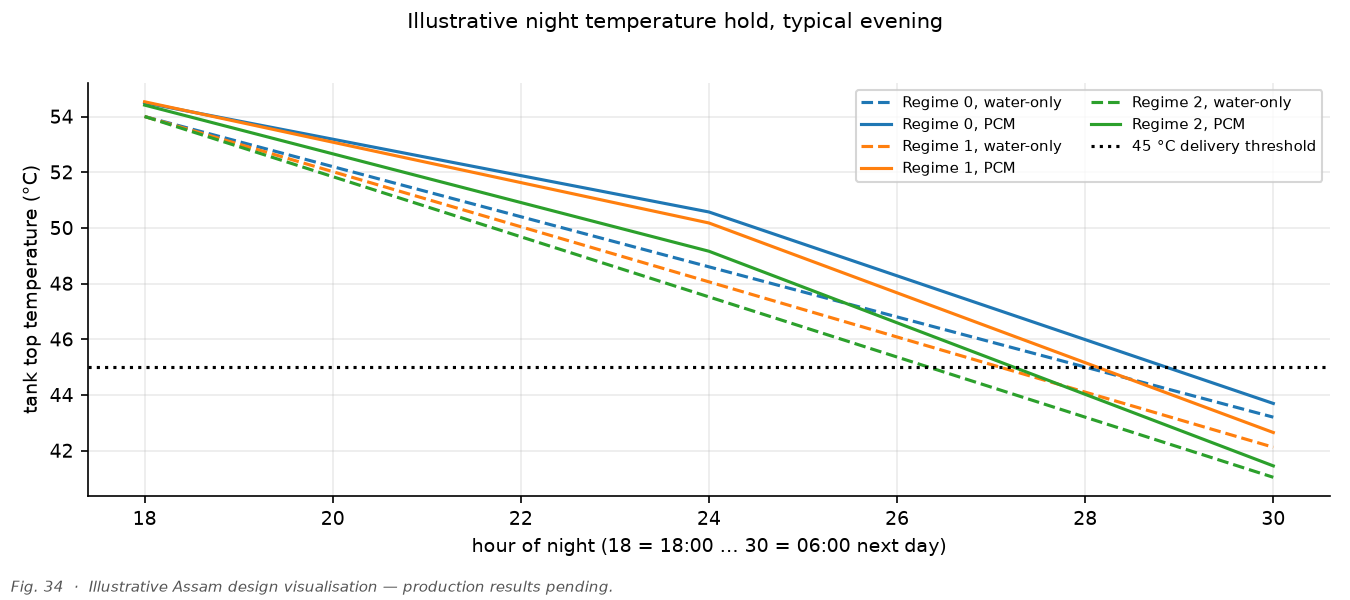 Illustrative night temperature hold, typical evening
tank top temperature (°C)
54
52
50
48
46
44
42
Regime 0, water-only
Regime 0, PCM
Regime 1, water-only
Regime 1, PCM
Regime 2, water-only
Regime 2, PCM
45 °C delivery threshold
18 20 22 24 26 28 30
hour of night (18 = 18:00 … 30 = 06:00 next day)
Fig. 34 · Illustrative Assam design visualisation — production results pending.